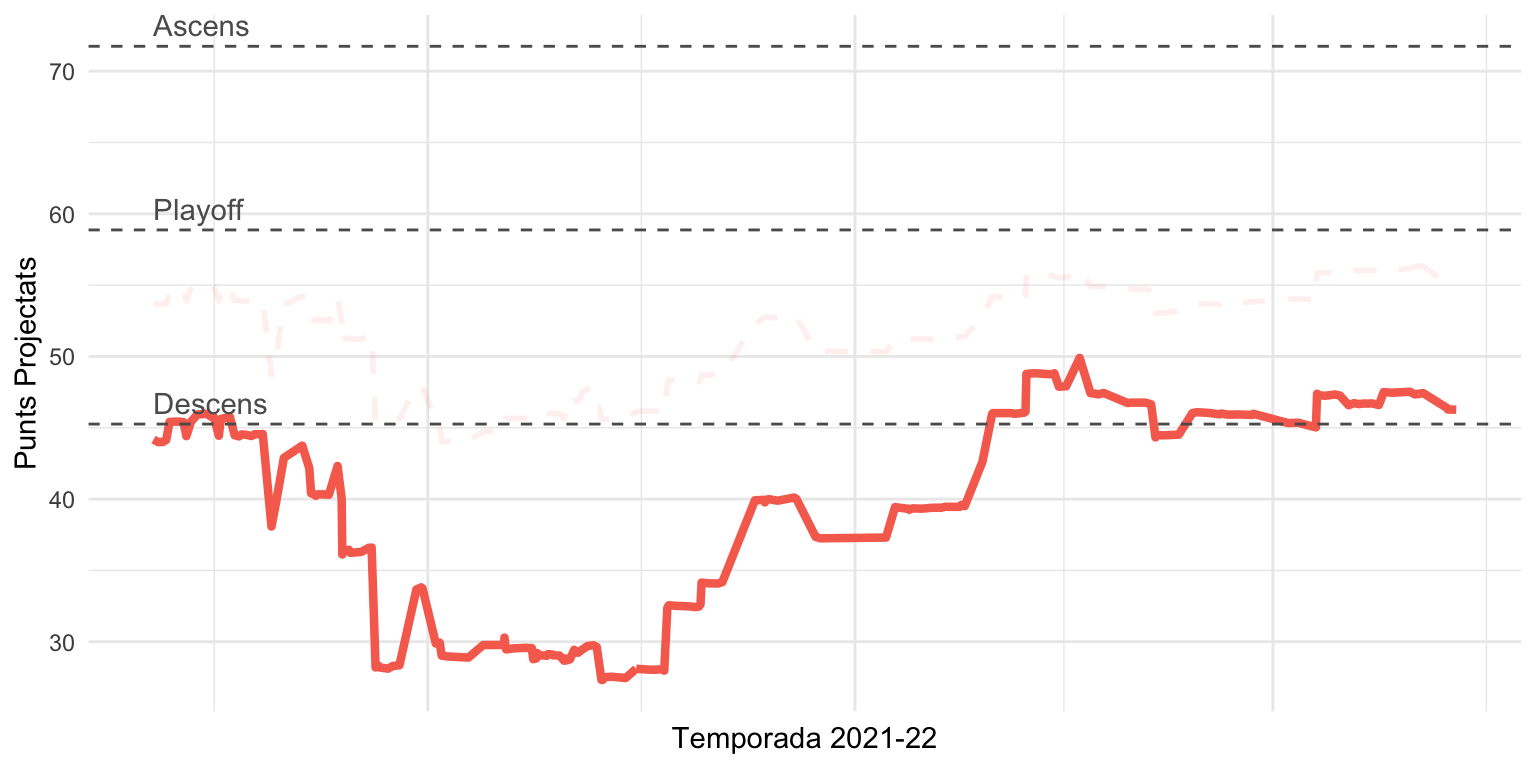 Ascens
70
Playoff
60
50
Descens
40
30
Punts Projectats
Temporada 2021-22